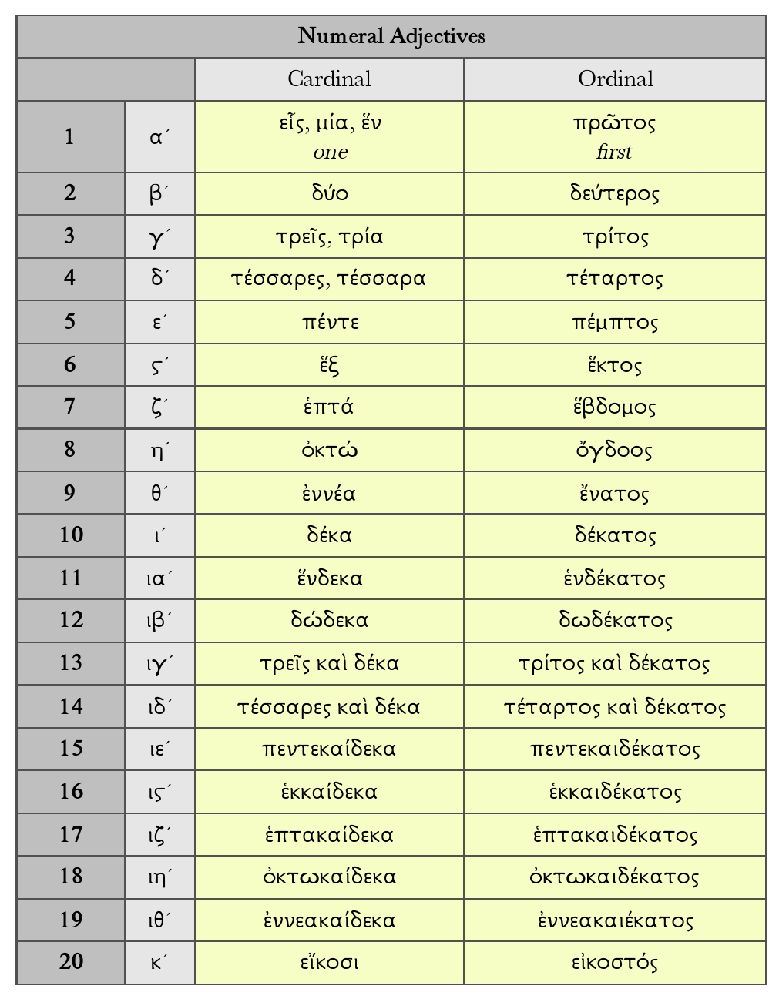 Numeral Adjectives
Cardinal Ordinal
1 α´ εἷς, μία, ἕν πρῶτος
one first
2 β´ δύο δεύτερος
3 γ´ τρεῖς, τρία τρίτος
4 δ´ τέσσαρες, τέσσαρα τέταρτος
5 ε´ πέντε πέμπτος
6 ϛ´ ἕξ ἕκτος
7 ζ´ ἑπτά ἕβδομος
8 η´ ὀκτώ ὄγδοος
9 θ´ ἐννέα ἔνατος
10 ι´ δέκα δέκατος
11 ια´ ἕνδεκα ἑνδέκατος
12 ιβ´ δώδεκα δωδέκατος
13 ιγ´ τρεῖς καὶ δέκα τρίτος καὶ δέκατος
14 ιδ´ τέσσαρες καὶ δέκα τέταρτος καὶ δέκατος
15 ιε´ πεντεκαίδεκα πεντεκαιδέκατος
16 ιϛ´ ἑκκαίδεκα ἑκκαιδέκατος
17 ιζ´ ἑπτακαίδεκα ἑπτακαιδέκατος
18 ιη´ ὀκτωκαίδεκα ὀκτωκαιδέκατος
19 ιθ´ ἐννεακαίδεκα ἐννεακαιέκατος
20 κ´ εἴκοσι εἰκοστός